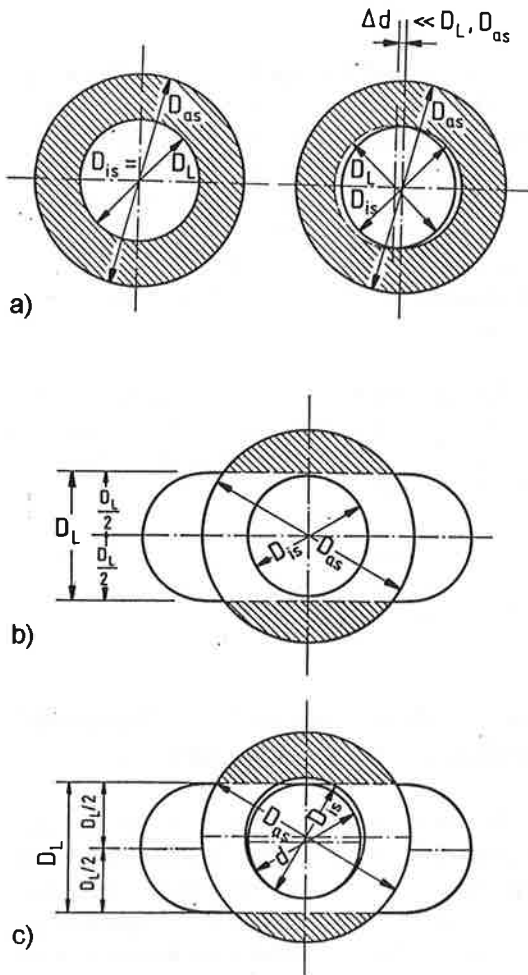 Δd ≪ D_L, D_as
D_as
D_is = D_L
D_as
D_L
D_is
a)
D_L
D_L/2
D_L/2
D_is
D_as
b)
D_L
D_L/2
D_L/2
D_as
D_is
d
c)